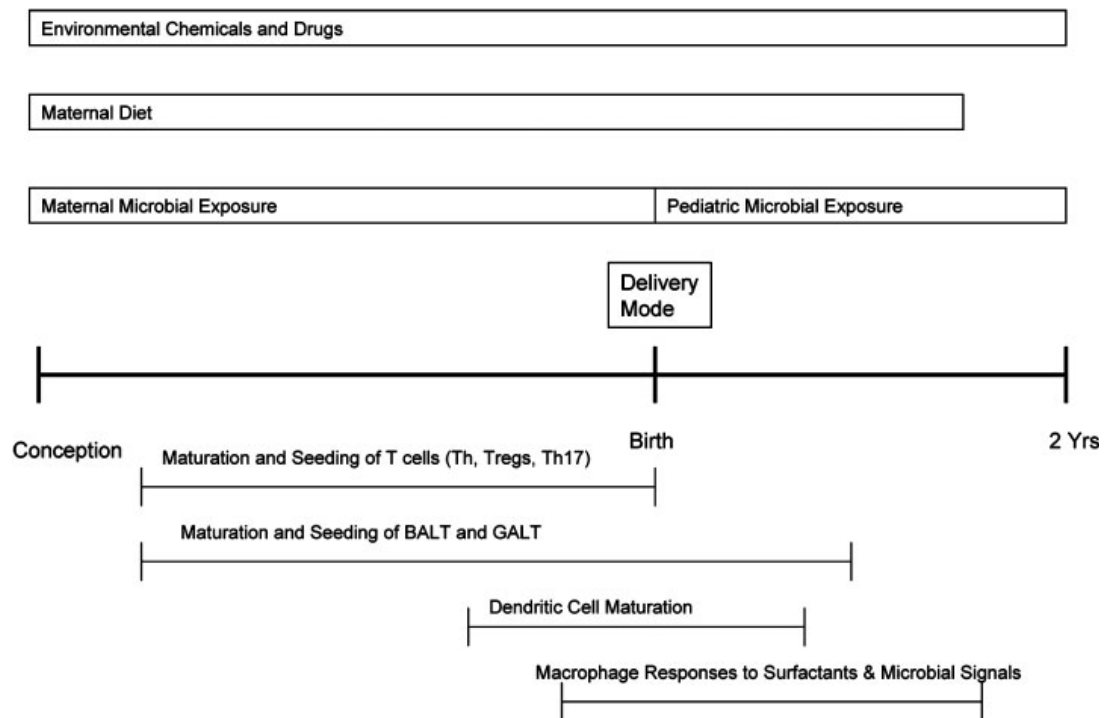 Environmental Chemicals and Drugs
Maternal Diet
Maternal Microbial Exposure
Pediatric Microbial Exposure
Delivery
Mode
Conception
Birth
2 Yrs
Maturation and Seeding of T cells (Th, Tregs, Th17)
Maturation and Seeding of BALT and GALT
Dendritic Cell Maturation
Macrophage Responses to Surfactants & Microbial Signals